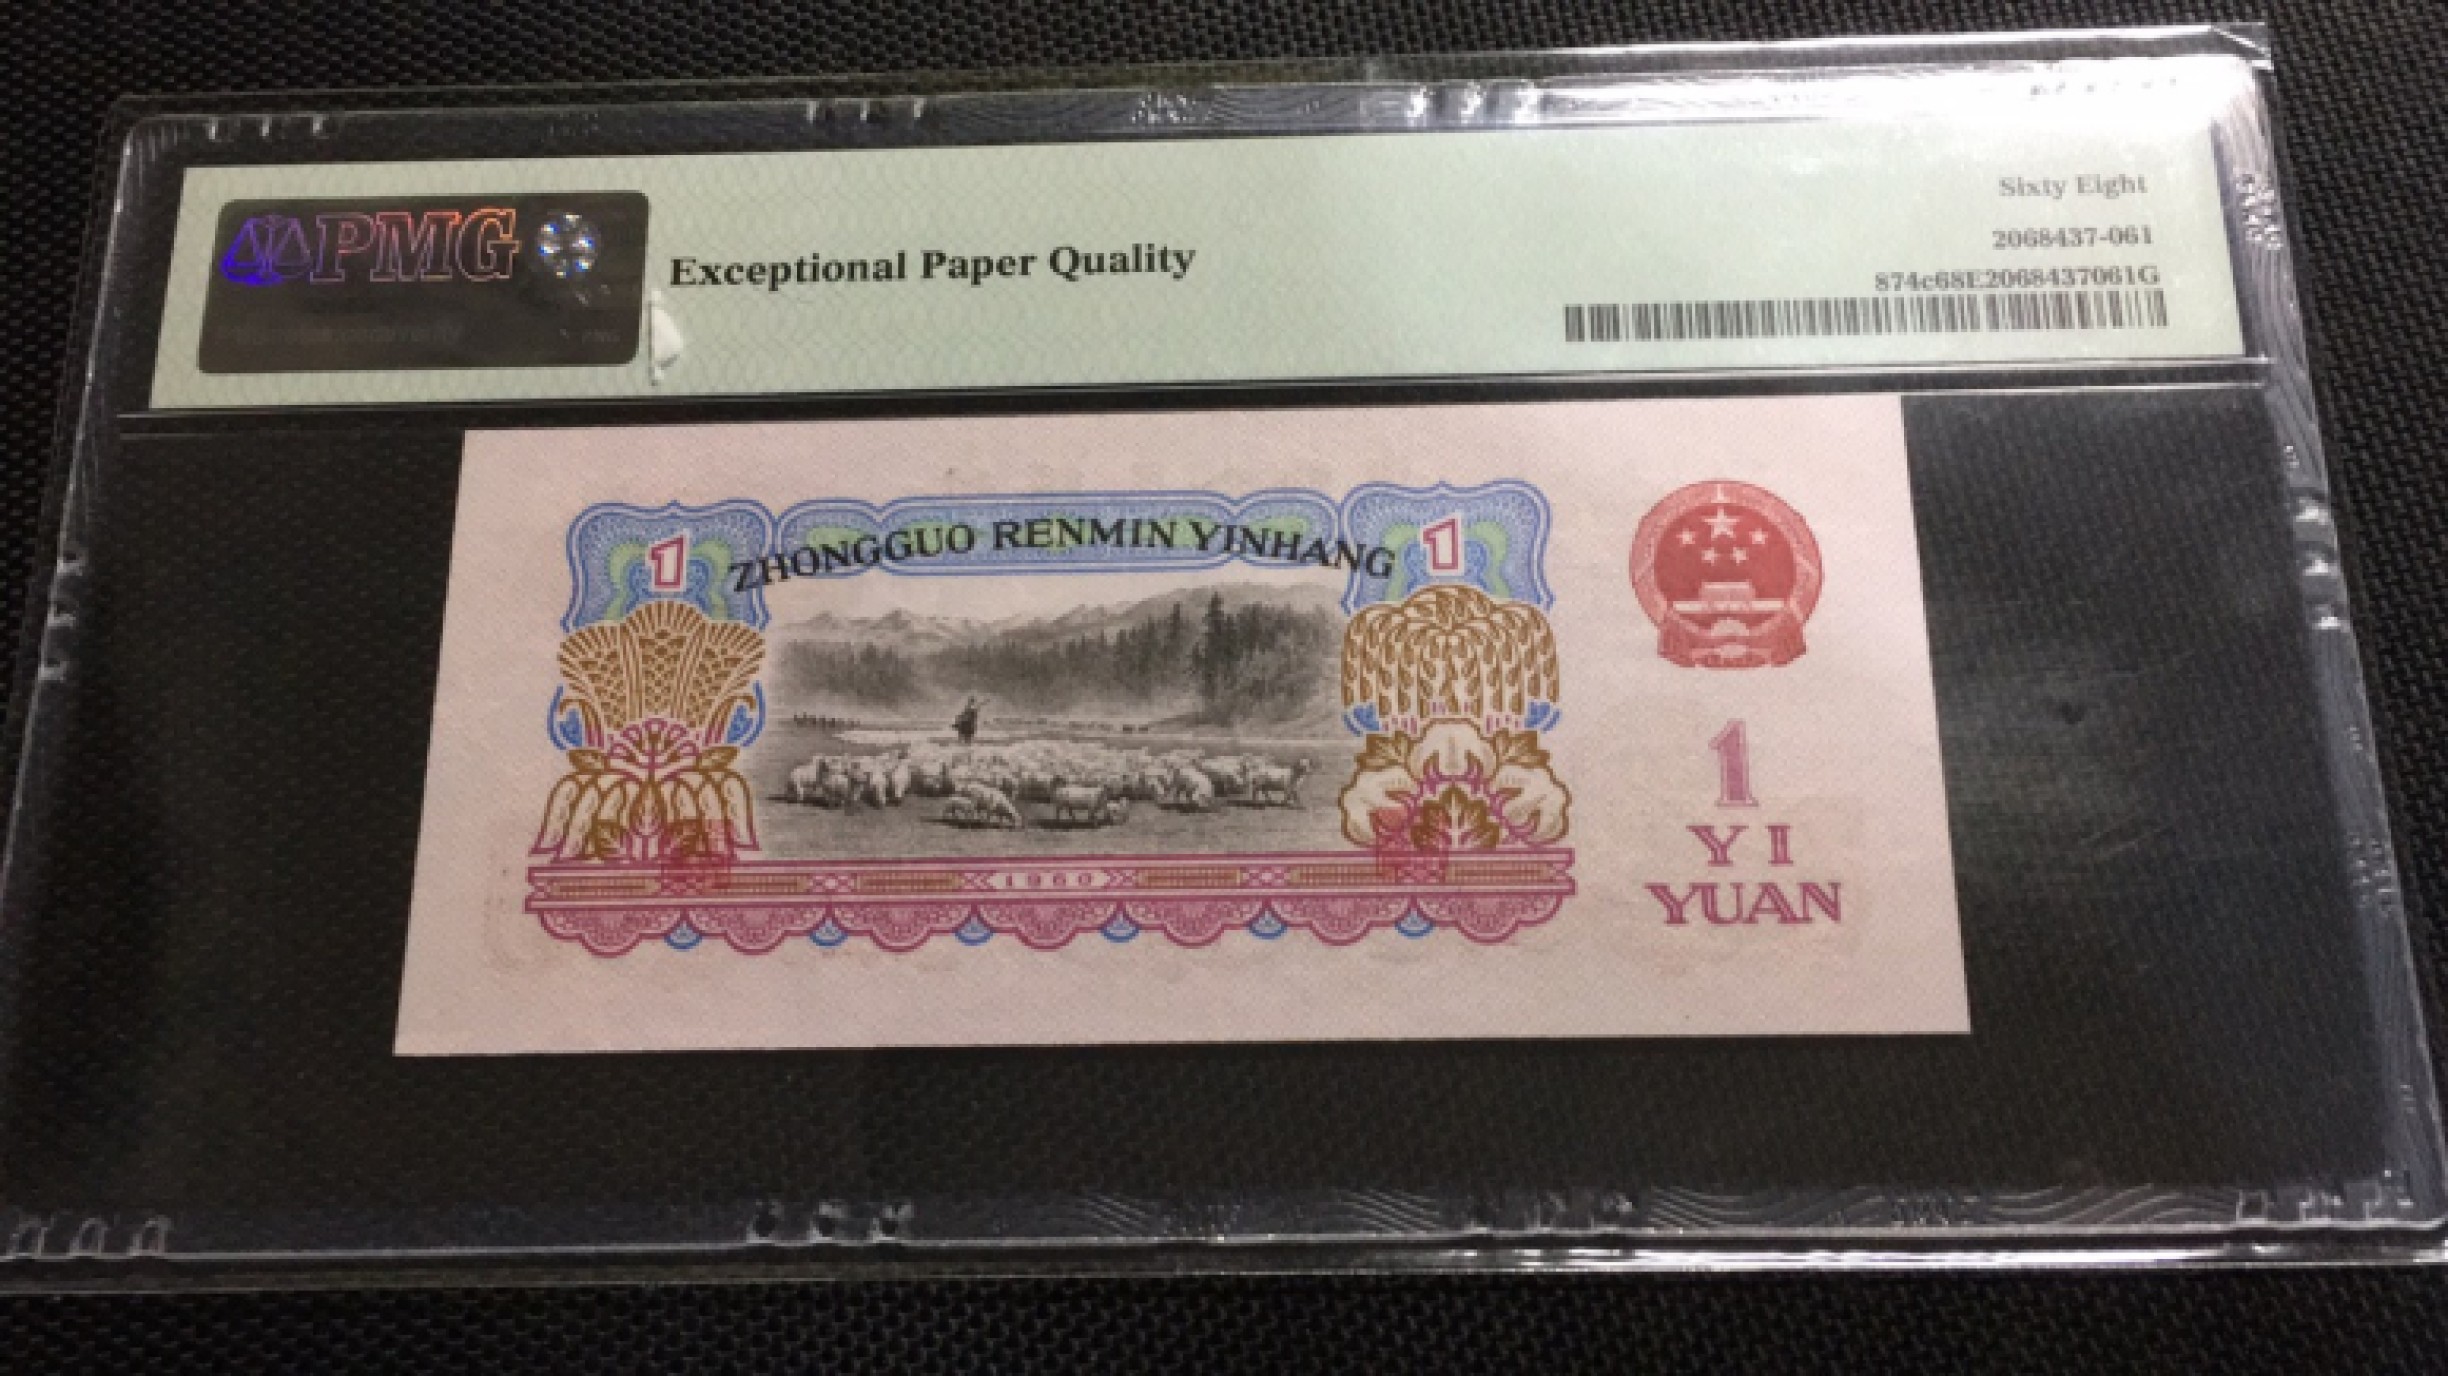 PMG
Exceptional Paper Quality
Sixty Eight
2068437-061
874c68E2068437061G
1 ZHONGGUO RENMIN YINHANG 1
1960
1
YI
YUAN